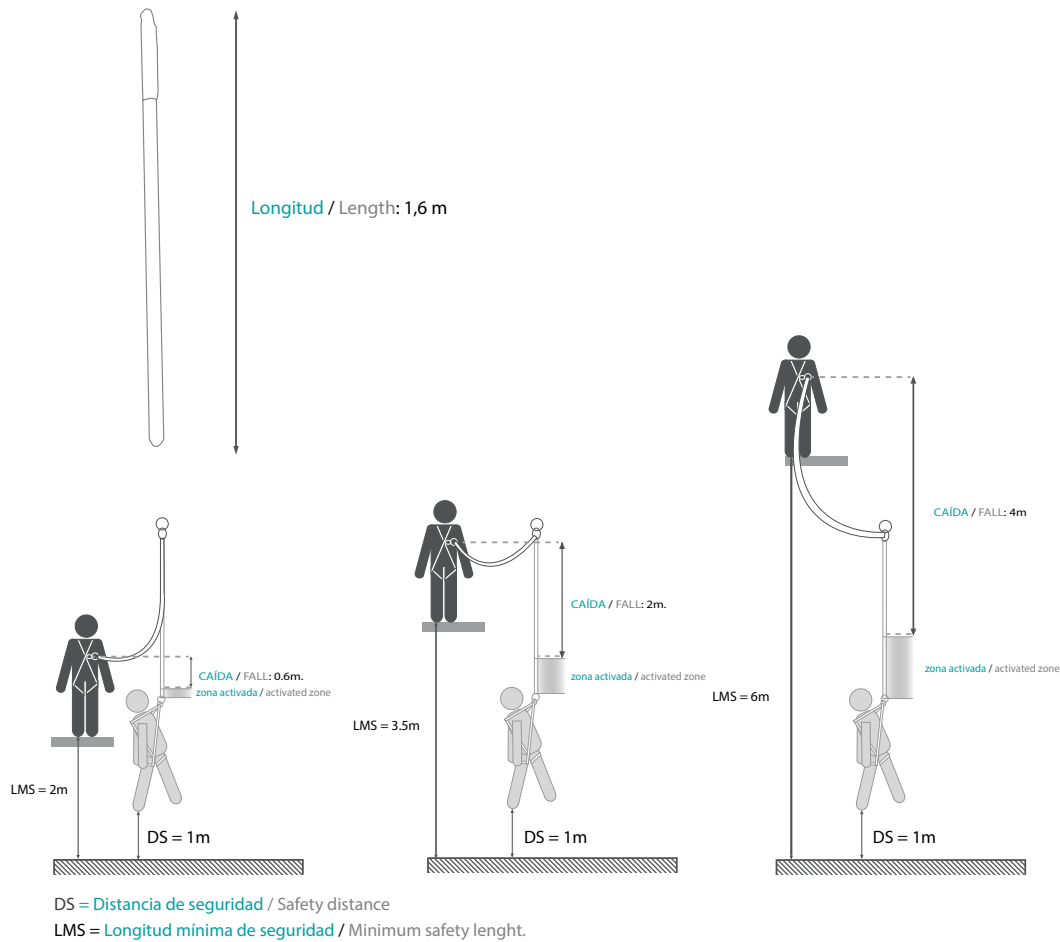 Longitud / Length: 1,6 m
CAÍDA / FALL: 0.6m.
zona activada / activated zone
LMS = 2m
DS = 1m
CAÍDA / FALL: 2m.
zona activada / activated zone
LMS = 3.5m
DS = 1m
CAÍDA / FALL: 4m
zona activada / activated zone
LMS = 6m
DS = 1m
DS = Distancia de seguridad / Safety distance
LMS = Longitud mínima de seguridad / Minimum safety lenght.